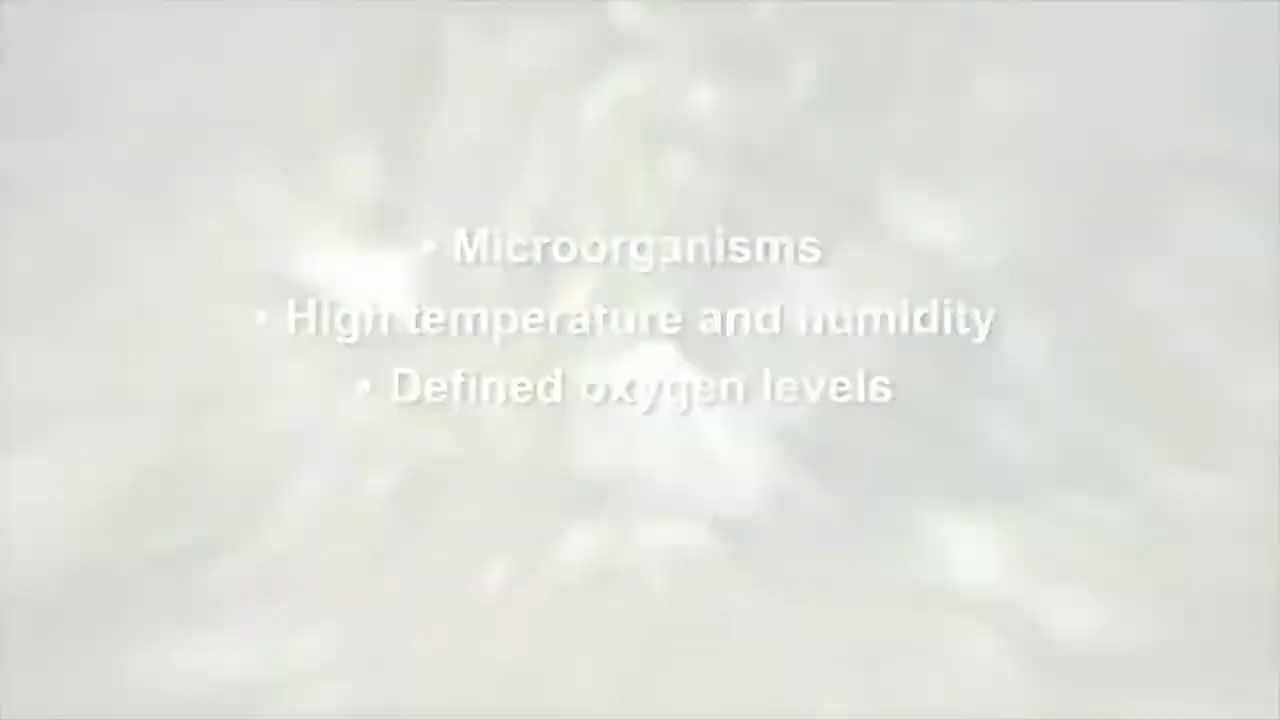 • Microorganisms
• High temperature and humidity
• Defined oxygen levels